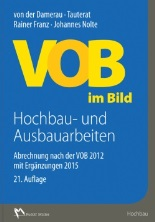 von der Damerau · Tauterat
Rainer Franz · Johannes Nolte
VOB
im Bild
Hochbau- und
Ausbauarbeiten
Abrechnung nach der VOB 2012
mit Ergänzungen 2015
21. Auflage
Hochbau